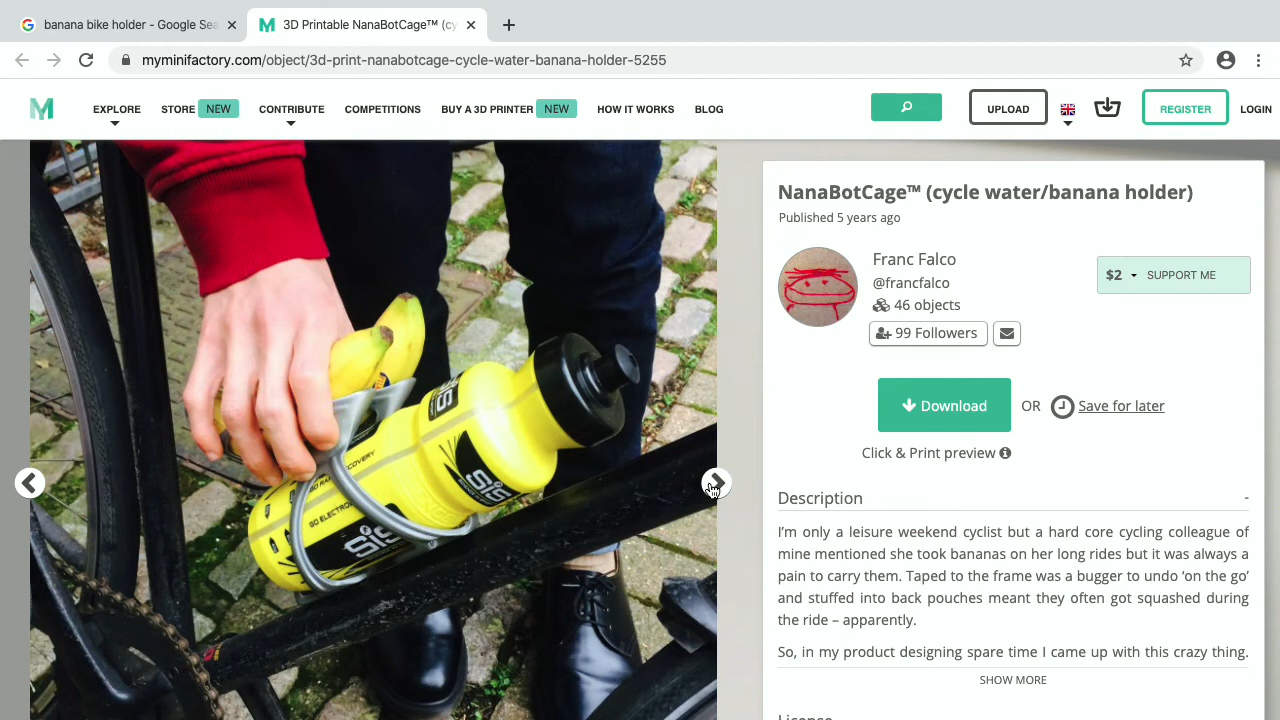 banana bike holder - Google Sea
3D Printable NanaBotCage™ (cy
myminifactory.com/object/3d-print-nanabotcage-cycle-water-banana-holder-5255
EXPLORE STORE NEW CONTRIBUTE COMPETITIONS BUY A 3D PRINTER NEW HOW IT WORKS BLOG UPLOAD REGISTER LOGIN
NanaBotCage™ (cycle water/banana holder)
Published 5 years ago
Franc Falco
@francfalco
46 objects
99 Followers
$2 SUPPORT ME
Download OR Save for later
Click & Print preview
Description -
I'm only a leisure weekend cyclist but a hard core cycling colleague of
mine mentioned she took bananas on her long rides but it was always a
pain to carry them. Taped to the frame was a bugger to undo 'on the go'
and stuffed into back pouches meant they often got squashed during
the ride – apparently.
So, in my product designing spare time I came up with this crazy thing.
SHOW MORE
License
SiS
SiS
SiS